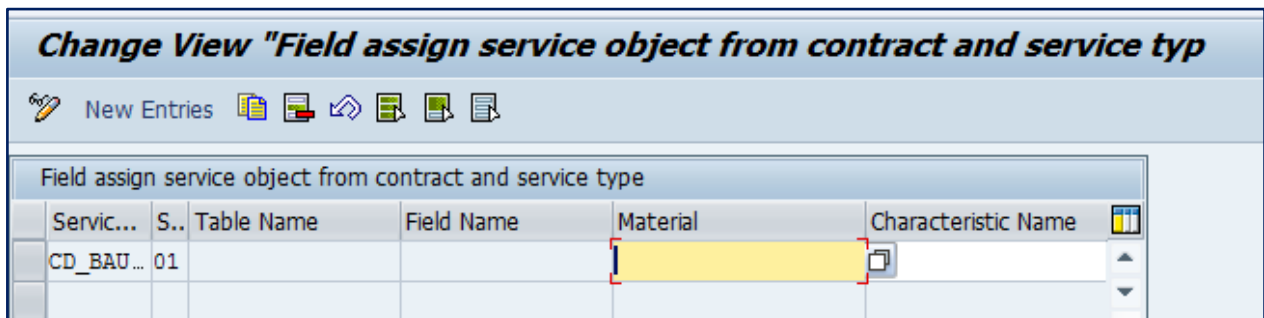 Change View "Field assign service object from contract and service typ
New Entries
Field assign service object from contract and service type
Servic... S.. Table Name Field Name Material Characteristic Name
CD_BAU... 01